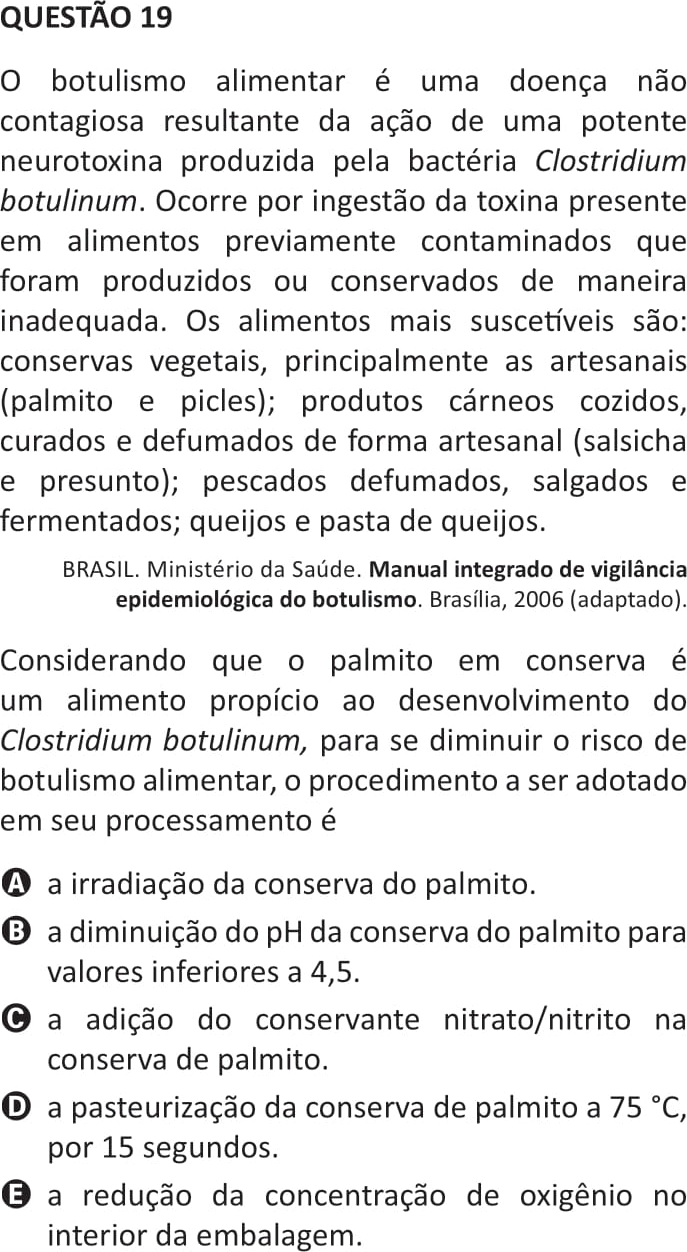 QUESTÃO 19
O botulismo alimentar é uma doença não
contagiosa resultante da ação de uma potente
neurotoxina produzida pela bactéria Clostridium
botulinum. Ocorre por ingestão da toxina presente
em alimentos previamente contaminados que
foram produzidos ou conservados de maneira
inadequada. Os alimentos mais suscetíveis são:
conservas vegetais, principalmente as artesanais
(palmito e picles); produtos cárneos cozidos,
curados e defumados de forma artesanal (salsicha
e presunto); pescados defumados, salgados e
fermentados; queijos e pasta de queijos.
BRASIL. Ministério da Saúde. Manual integrado de vigilância
epidemiológica do botulismo. Brasília, 2006 (adaptado).
Considerando que o palmito em conserva é
um alimento propício ao desenvolvimento do
Clostridium botulinum, para se diminuir o risco de
botulismo alimentar, o procedimento a ser adotado
em seu processamento é
A a irradiação da conserva do palmito.
B a diminuição do pH da conserva do palmito para
valores inferiores a 4,5.
C a adição do conservante nitrato/nitrito na
conserva de palmito.
D a pasteurização da conserva de palmito a 75 °C,
por 15 segundos.
E a redução da concentração de oxigênio no
interior da embalagem.